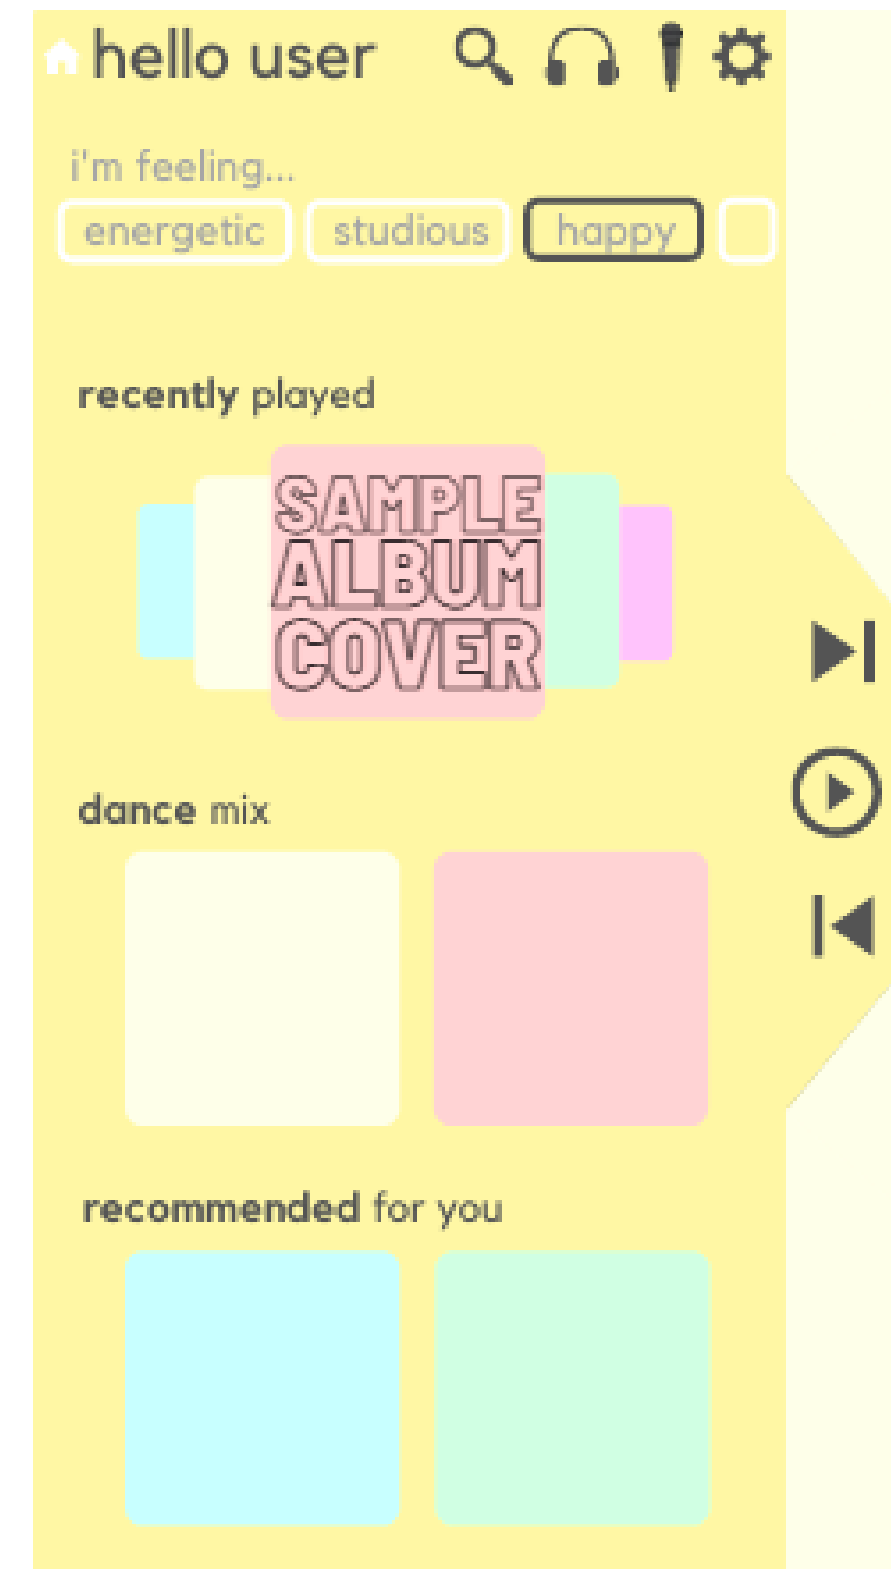 hello user
i'm feeling...
energetic studious happy
recently played
SAMPLE
ALBUM
COVER
dance mix
recommended for you